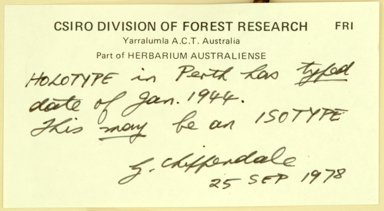 CSIRO DIVISION OF FOREST RESEARCH FRI
Yarralumla A.C.T. Australia
Part of HERBARIUM AUSTRALIENSE
HOLOTYPE in Perth has typed
date of Jan. 1944.
This may be an ISOTYPE
G. Chippendale
25 SEP 1978